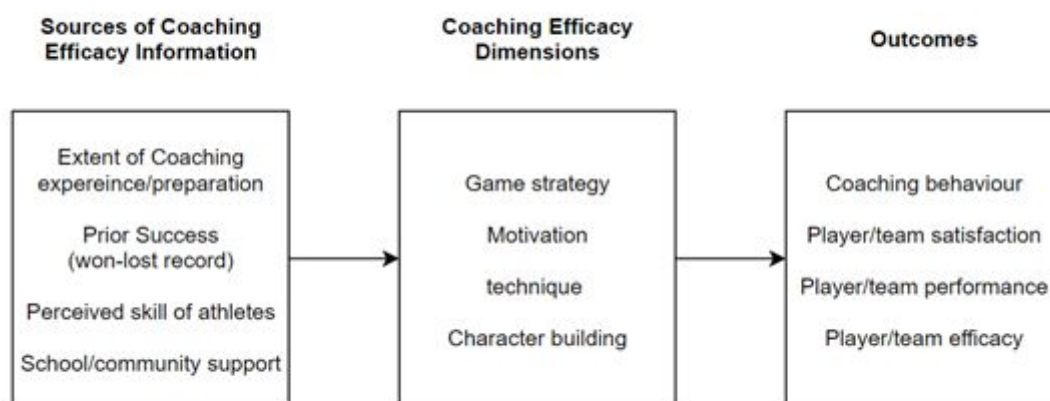 Sources of Coaching
Efficacy Information
Coaching Efficacy
Dimensions
Outcomes
Extent of Coaching
expereince/preparation
Prior Success
(won-lost record)
Perceived skill of athletes
School/community support
Game strategy
Motivation
technique
Character building
Coaching behaviour
Player/team satisfaction
Player/team performance
Player/team efficacy